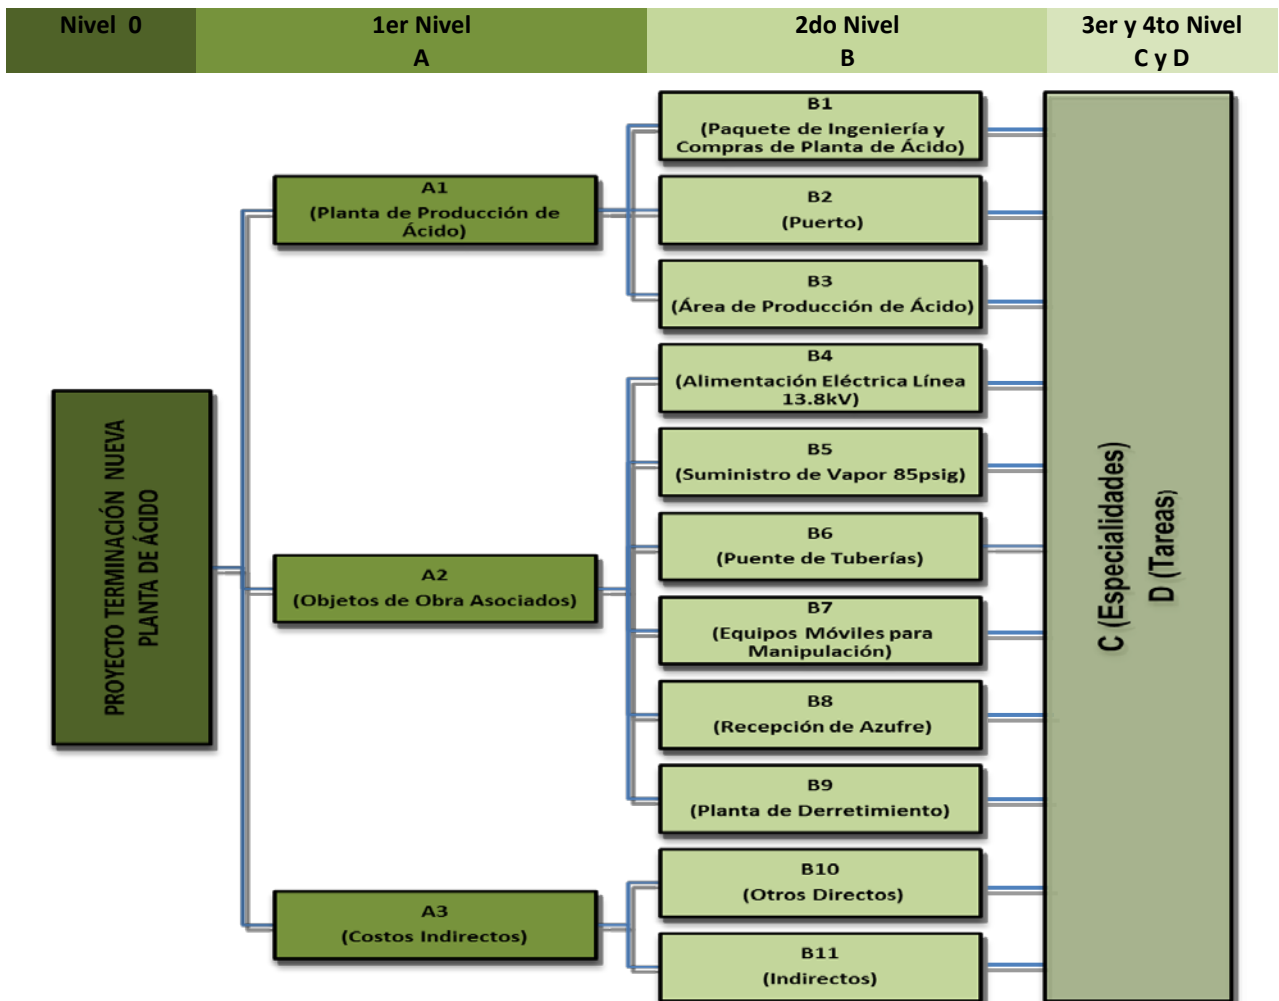 Nivel 0
1er Nivel
A
2do Nivel
B
3er y 4to Nivel
C y D
PROYECTO TERMINACIÓN NUEVA
PLANTA DE ÁCIDO
A1
(Planta de Producción de
Ácido)
A2
(Objetos de Obra Asociados)
A3
(Costos Indirectos)
B1
(Paquete de Ingeniería y
Compras de Planta de Ácido)
B2
(Puerto)
B3
(Área de Producción de Ácido)
B4
(Alimentación Eléctrica Línea
13.8kV)
B5
(Suministro de Vapor 85psig)
B6
(Puente de Tuberías)
B7
(Equipos Móviles para
Manipulación)
B8
(Recepción de Azufre)
B9
(Planta de Derretimiento)
B10
(Otros Directos)
B11
(Indirectos)
C (Especialidades)
D (Tareas)